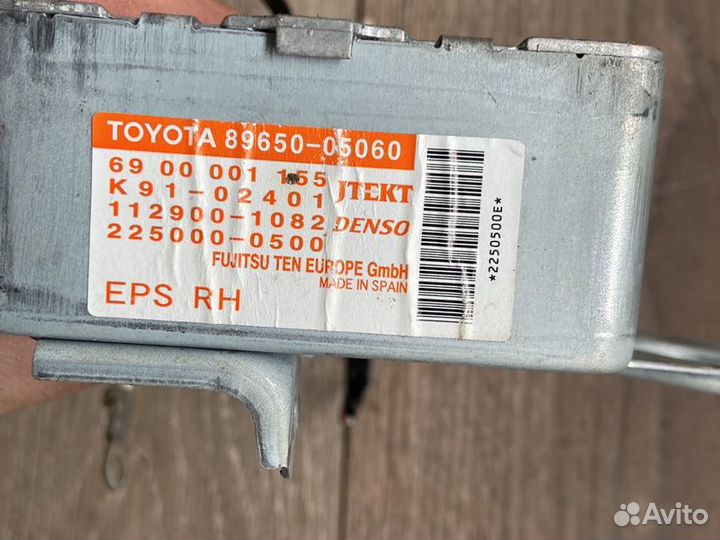 TOYOTA 89650-05060
69 00 001 155
K91-02401 JTEKT
112900-1082 DENSO
225000-0500
FUJITSU TEN EUROPE GmbH
MADE IN SPAIN
EPS RH
*2250500E*
Avito